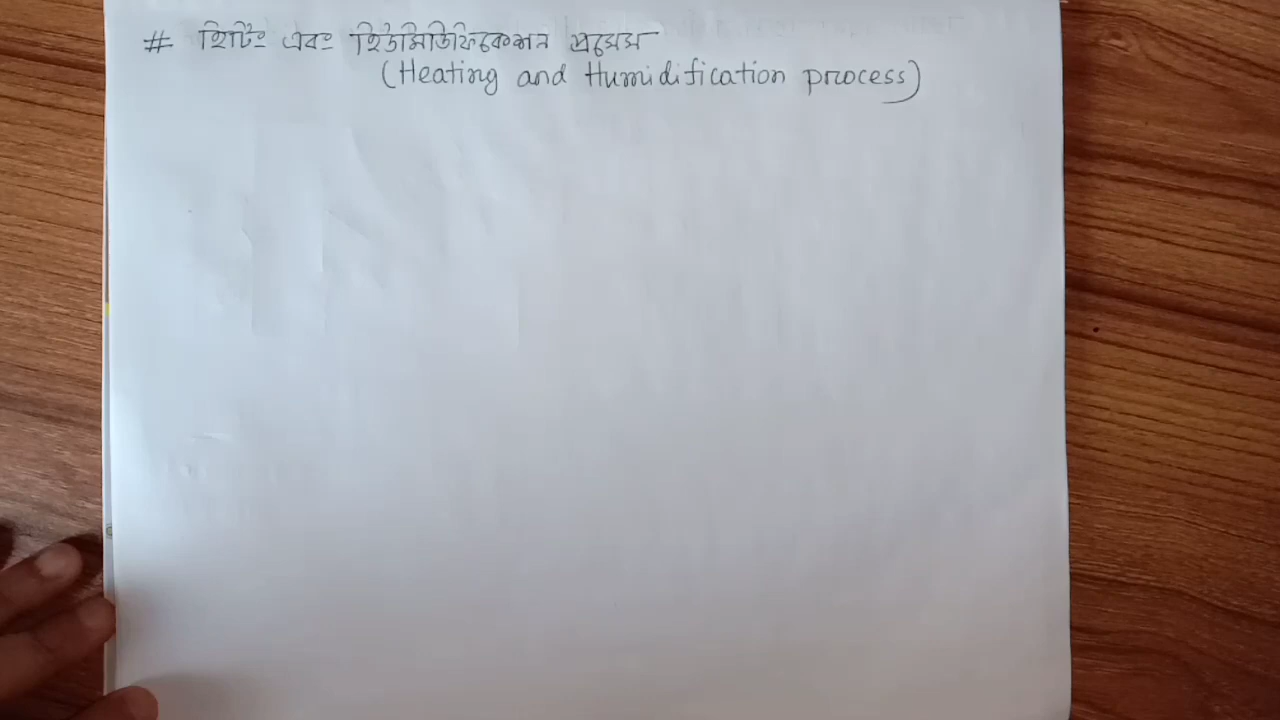 # হিটিং এবং হিউমিডিফিকেশন প্রসেস
(Heating and Humidification process)